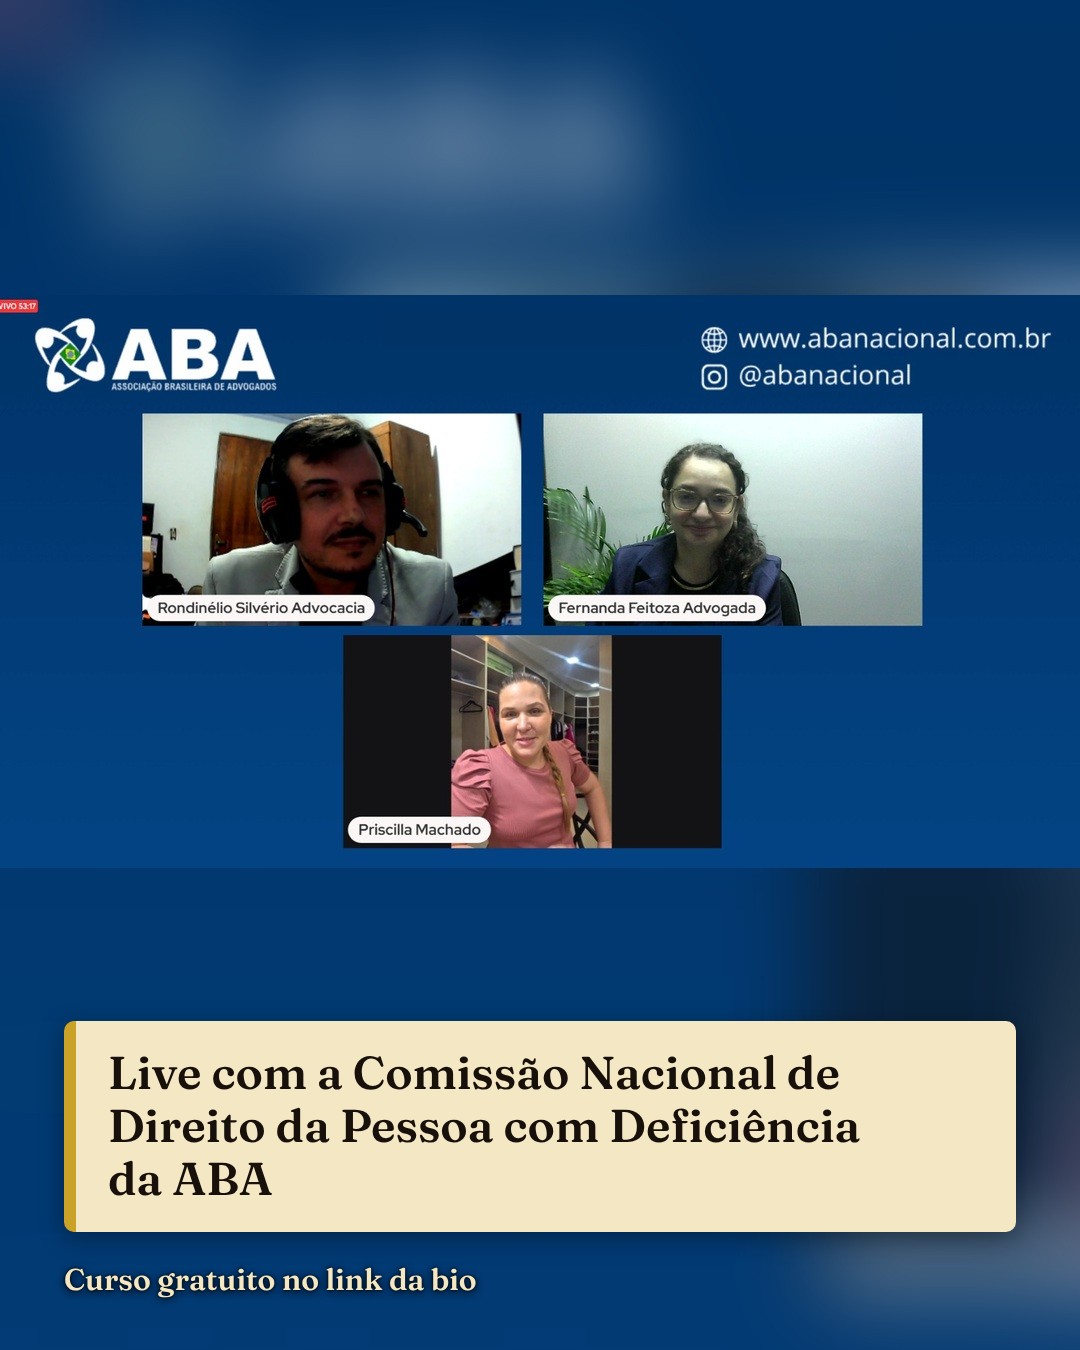 VIVO 53:17
ABA
ASSOCIAÇÃO BRASILEIRA DE ADVOGADOS
www.abanacional.com.br
@abanacional
Rondinélio Silvério Advocacia
Fernanda Feitoza Advogada
Priscilla Machado
Live com a Comissão Nacional de
Direito da Pessoa com Deficiência
da ABA
Curso gratuito no link da bio